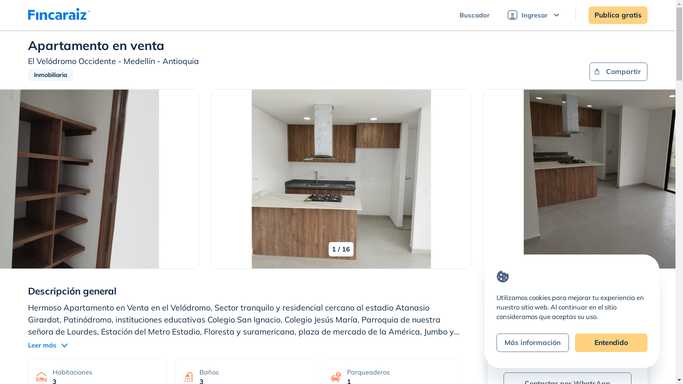 Fincaraiz
Buscador
Ingresar
Publica gratis
Apartamento en venta
El Velódromo Occidente - Medellín - Antioquia
Inmobiliaria
Compartir
1 / 16
Descripción general
Hermoso Apartamento en Venta en el Velódromo, Sector tranquilo y residencial cercano al estadio Atanasio
Girardot, Patinódromo, instituciones educativas Colegio San Ignacio, Colegio Jesús María, Parroquia de nuestra
señora de Lourdes, Estación del Metro Estadio, Floresta y suramericana, plaza de mercado de la América, Jumbo y...
Leer más
Habitaciones
3
Baños
3
Parqueaderos
1
Utilizamos cookies para mejorar tu experiencia en
nuestro sitio web. Al continuar en el sitio
consideramos que aceptas su uso.
Más información
Entendido
Contactar por WhatsApp